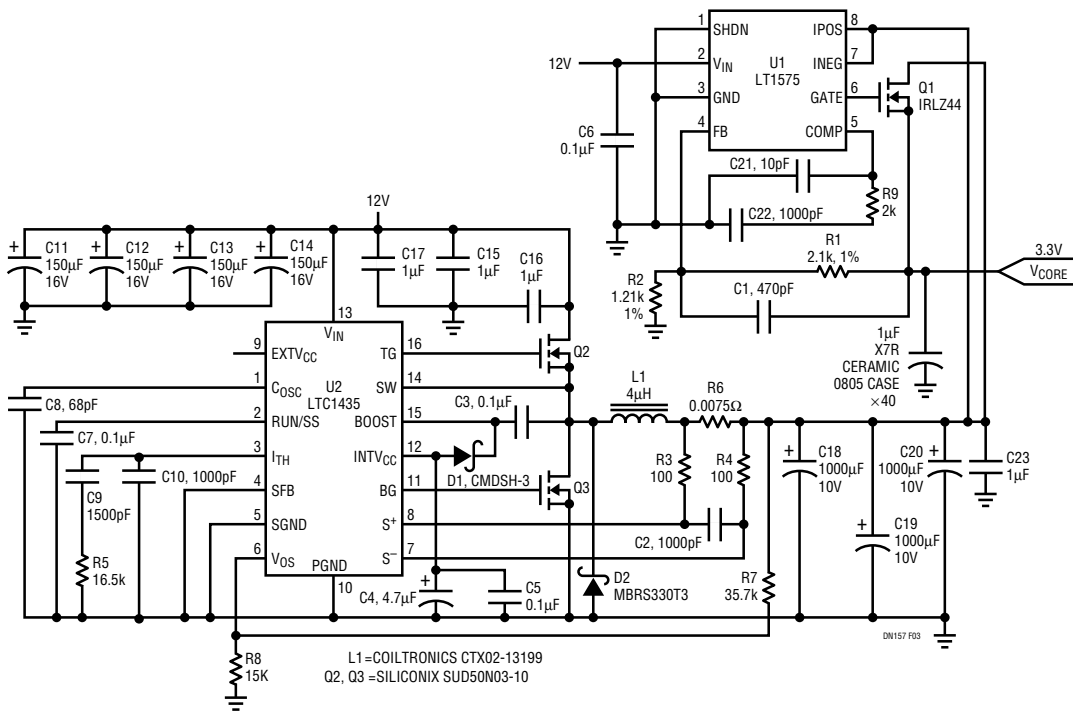 1
SHDN
IPOS
8
12V
2
VIN
U1
LT1575
INEG
7
3
GND
GATE
6
Q1
IRLZ44
4
FB
COMP
5
C6
0.1µF
C21, 10pF
C22, 1000pF
R9
2k
12V
R1
2.1k, 1%
3.3V
VCORE
R2
1.21k
1%
C1, 470pF
+
C11
150µF
16V
+
C12
150µF
16V
+
C13
150µF
16V
+
C14
150µF
16V
C17
1µF
C15
1µF
C16
1µF
1µF
X7R
CERAMIC
0805 CASE
×40
13
VIN
9
EXTVCC
TG
16
Q2
1
COSC
U2
LTC1435
SW
14
C8, 68pF
2
RUN/SS
BOOST
15
C3, 0.1µF
L1
4µH
R6
0.0075Ω
C7, 0.1µF
3
ITH
INTVCC
12
D1, CMDSH-3
C10, 1000pF
C9
1500pF
4
SFB
BG
11
Q3
R3
100
R4
100
+
C18
1000µF
10V
C20
1000µF
10V
+
C23
1µF
5
SGND
S+
8
C2, 1000pF
+
C19
1000µF
10V
R5
16.5k
6
VOS
S–
7
PGND
10
+
C4, 4.7µF
C5
0.1µF
D2
MBRS330T3
R7
35.7k
DN157 F03
R8
15K
L1=COILTRONICS CTX02-13199
Q2, Q3 =SILICONIX SUD50N03-10